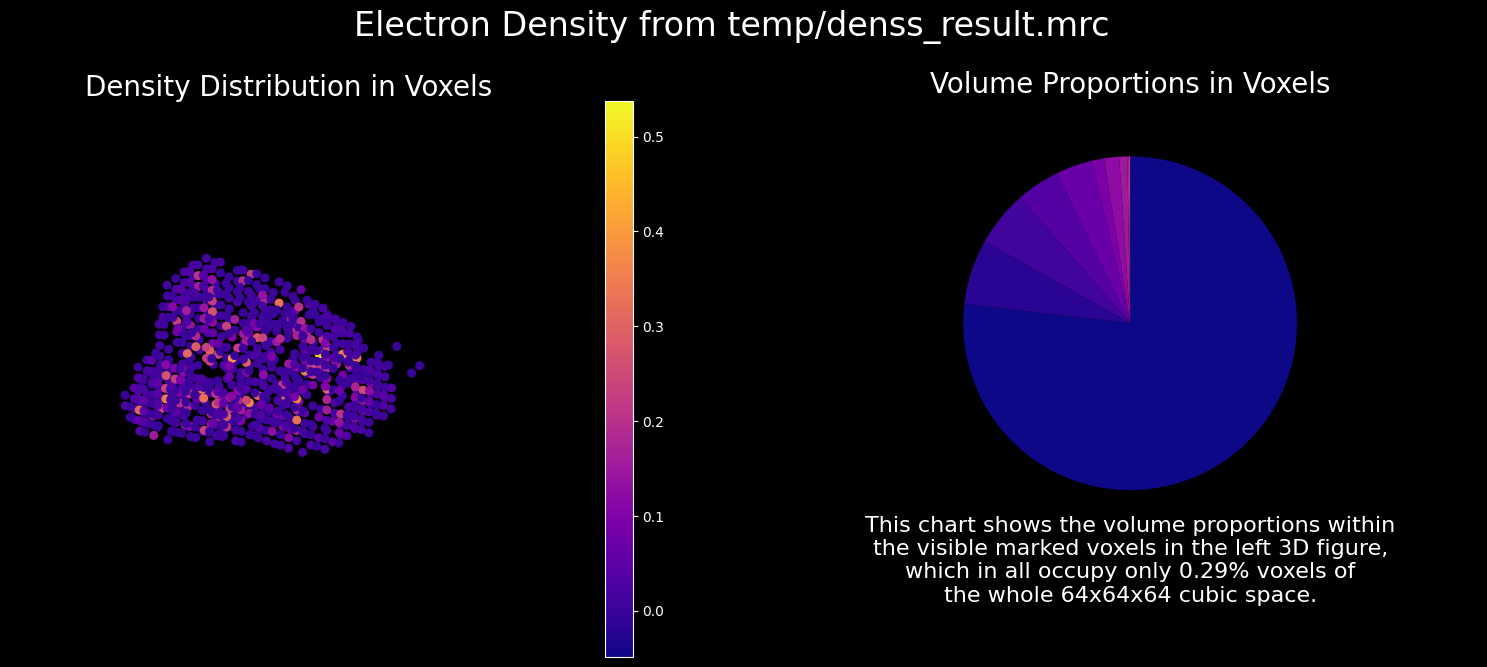 Electron Density from temp/denss_result.mrc
Density Distribution in Voxels
Volume Proportions in Voxels
0.5
0.4
0.3
0.2
0.1
0.0
This chart shows the volume proportions within
the visible marked voxels in the left 3D figure,
which in all occupy only 0.29% voxels of
the whole 64x64x64 cubic space.